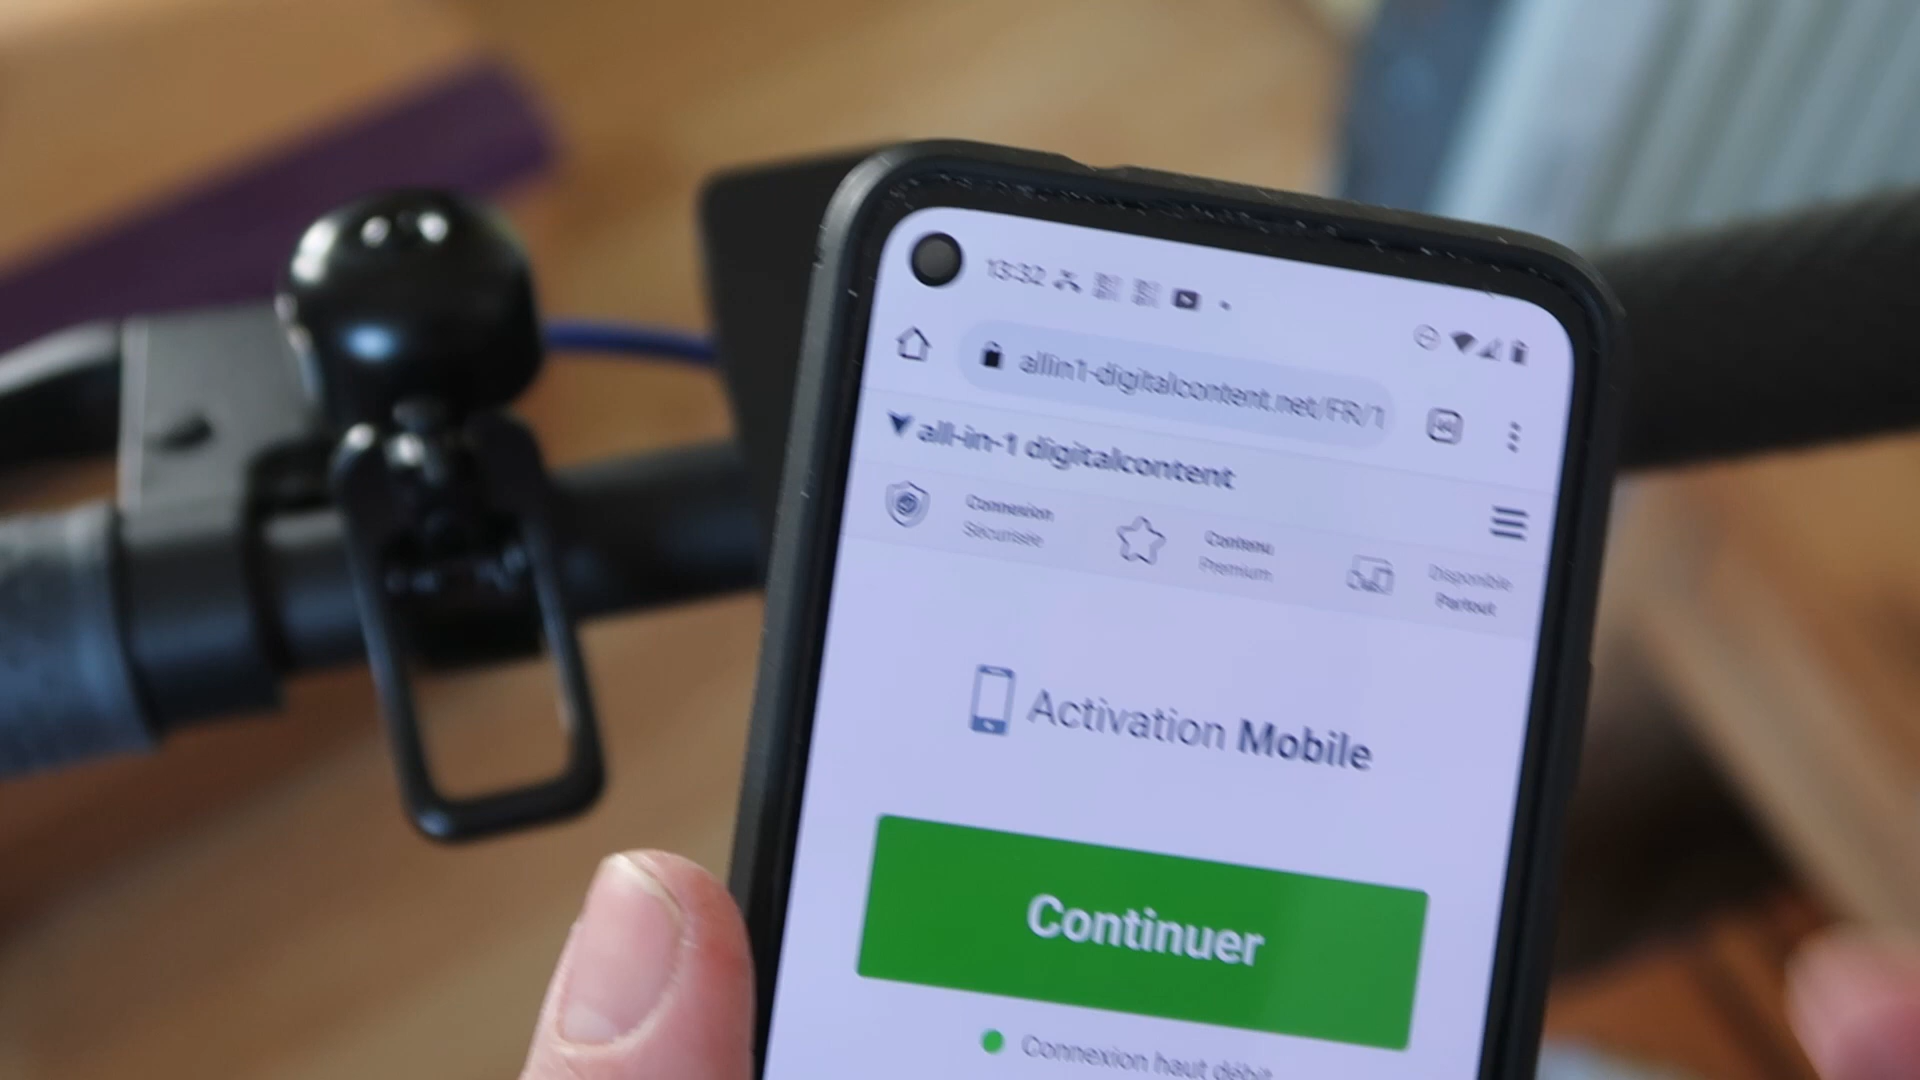 13:32
allin1-digitalcontent.net/FR/1
all-in-1 digitalcontent
Connexion
Sécurisée
Contenu
Premium
Disponible
Partout
Activation Mobile
Continuer
Connexion haut débit